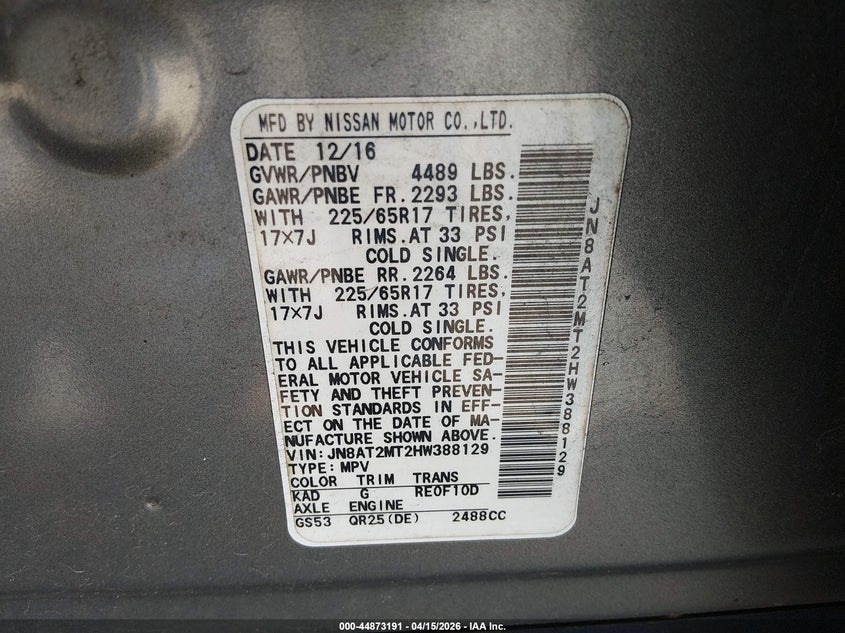 MFD BY NISSAN MOTOR CO.,LTD.
DATE 12/16
GVWR/PNBV 4489 LBS.
GAWR/PNBE FR. 2293 LBS.
WITH 225/65R17 TIRES,
17×7J RIMS.AT 33 PSI
COLD SINGLE.
GAWR/PNBE RR. 2264 LBS.
WITH 225/65R17 TIRES,
17×7J RIMS.AT 33 PSI
COLD SINGLE.
THIS VEHICLE CONFORMS
TO ALL APPLICABLE FED-
ERAL MOTOR VEHICLE SA-
FETY AND THEFT PREVEN-
TION STANDARDS IN EFF-
ECT ON THE DATE OF MA-
NUFACTURE SHOWN ABOVE.
VIN:JN8AT2MT2HW388129
TYPE:MPV
COLOR TRIM TRANS
KAD G RE0F10D
AXLE ENGINE
GS53 QR25(DE) 2488CC
JN8AT2MT2HW388129
000-44873191 - 04/15/2026 - IAA Inc.